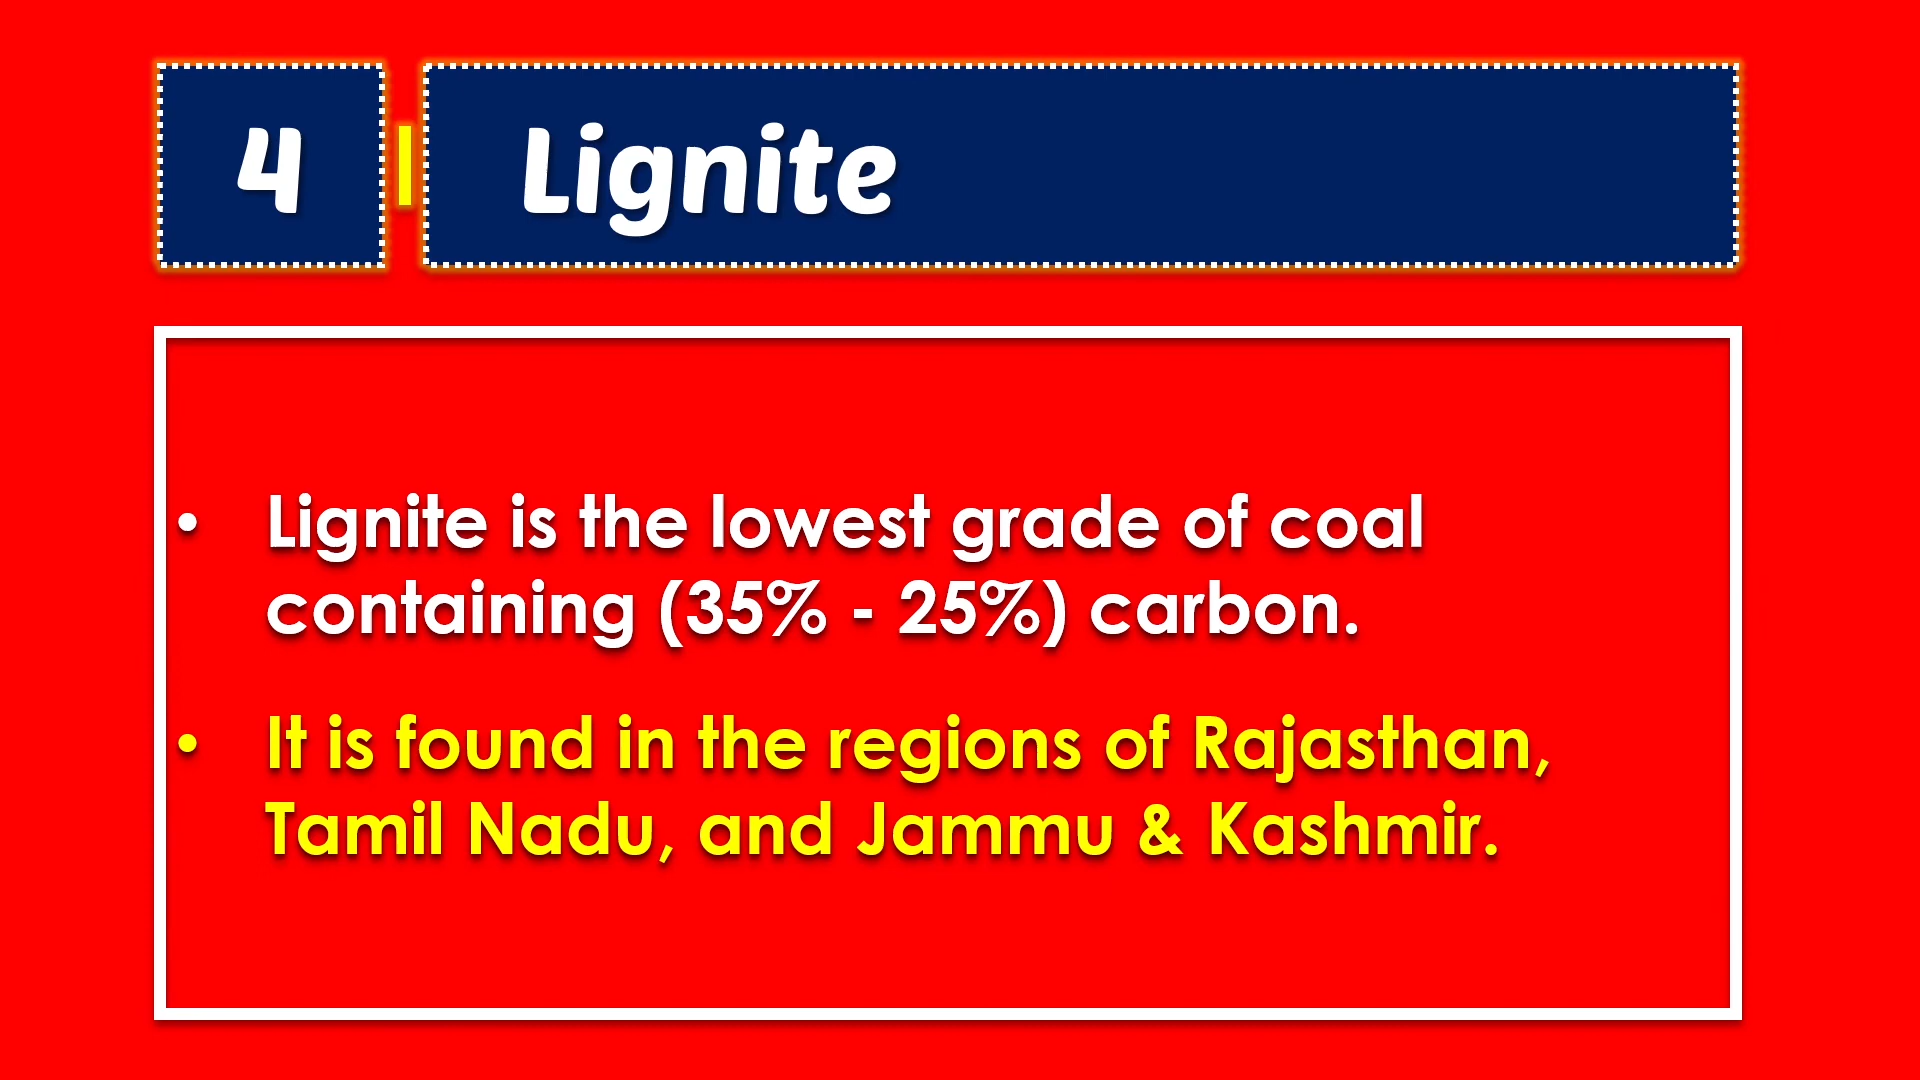 4
Lignite
• Lignite is the lowest grade of coal
containing (35% - 25%) carbon.
• It is found in the regions of Rajasthan,
Tamil Nadu, and Jammu & Kashmir.